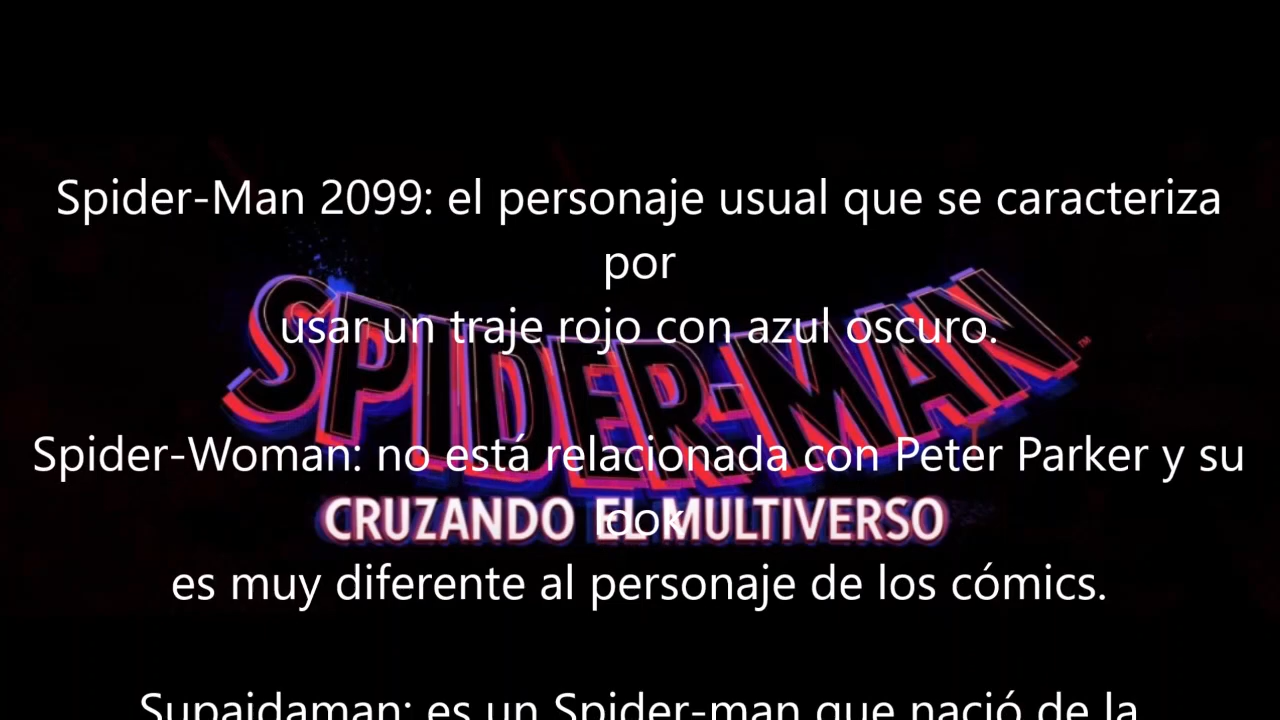 Spider-Man 2099: el personaje usual que se caracteriza
por
usar un traje rojo con azul oscuro.
SPIDER-MAN™
Spider-Woman: no está relacionada con Peter Parker y su
look
CRUZANDO EL MULTIVERSO
es muy diferente al personaje de los cómics.
Supaidaman: es un Spider-man que nació de la